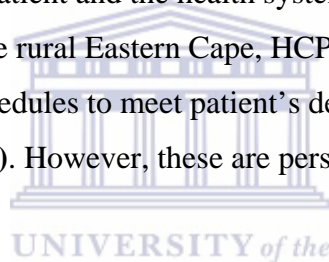 atient and the health system
e rural Eastern Cape, HCP
edules to meet patient's de
). However, these are pers
UNIVERSITY of the